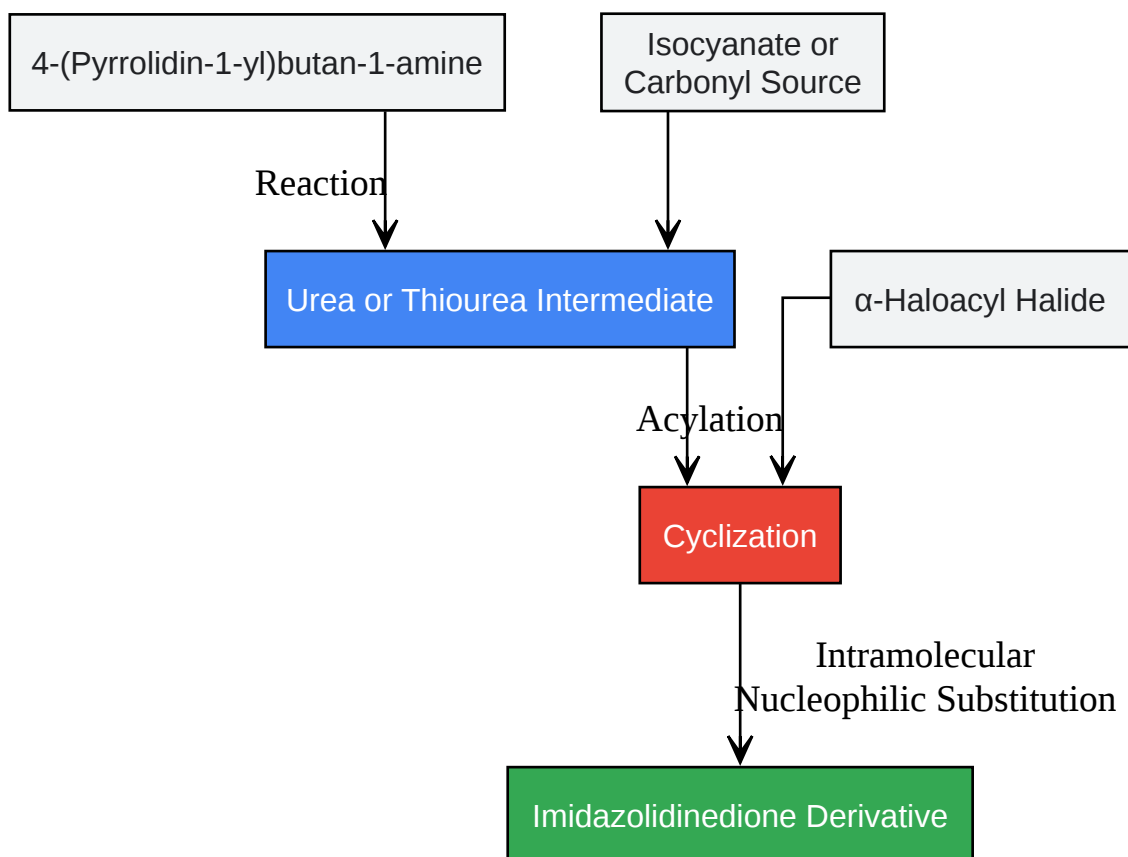 4-(Pyrrolidin-1-yl)butan-1-amine
Isocyanate or
Carbonyl Source
Reaction
Urea or Thiourea Intermediate
α-Haloacyl Halide
Acylation
Cyclization
Intramolecular
Nucleophilic Substitution
Imidazolidinedione Derivative